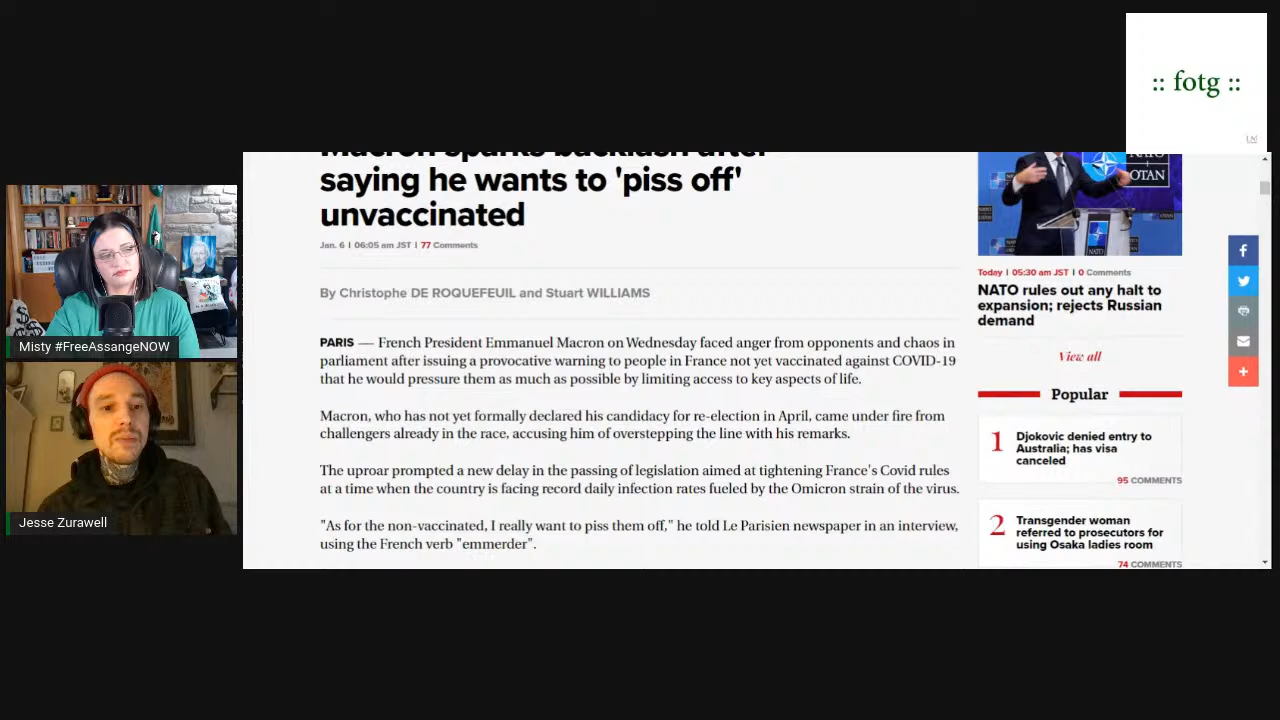 :: fotg ::
Macron sparks backlash after
saying he wants to 'piss off'
unvaccinated
Jan. 6 | 06:05 am JST | 77 Comments
By Christophe DE ROQUEFEUIL and Stuart WILLIAMS
PARIS — French President Emmanuel Macron on Wednesday faced anger from opponents and chaos in
parliament after issuing a provocative warning to people in France not yet vaccinated against COVID-19
that he would pressure them as much as possible by limiting access to key aspects of life.
Macron, who has not yet formally declared his candidacy for re-election in April, came under fire from
challengers already in the race, accusing him of overstepping the line with his remarks.
The uproar prompted a new delay in the passing of legislation aimed at tightening France's Covid rules
at a time when the country is facing record daily infection rates fueled by the Omicron strain of the virus.
"As for the non-vaccinated, I really want to piss them off," he told Le Parisien newspaper in an interview,
using the French verb "emmerder".
NATO
OTAN
NATO
Today | 05:30 am JST | 0 Comments
NATO rules out any halt to
expansion; rejects Russian
demand
View all
Popular
1
Djokovic denied entry to
Australia; has visa
canceled
95 COMMENTS
2
Transgender woman
referred to prosecutors for
using Osaka ladies room
74 COMMENTS
Misty #FreeAssangeNOW
Jesse Zurawell